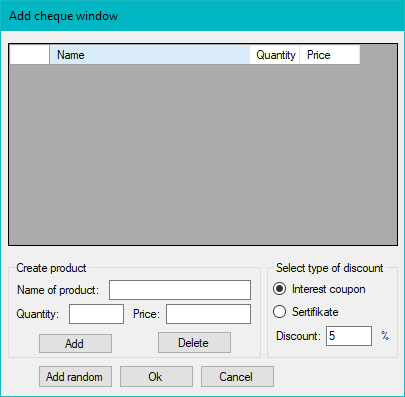 Add cheque window
Name Quantity Price
Create product
Name of product:
Quantity: Price:
Add Delete
Select type of discount
Interest coupon
Sertifikate
Discount: 5 %
Add random Ok Cancel